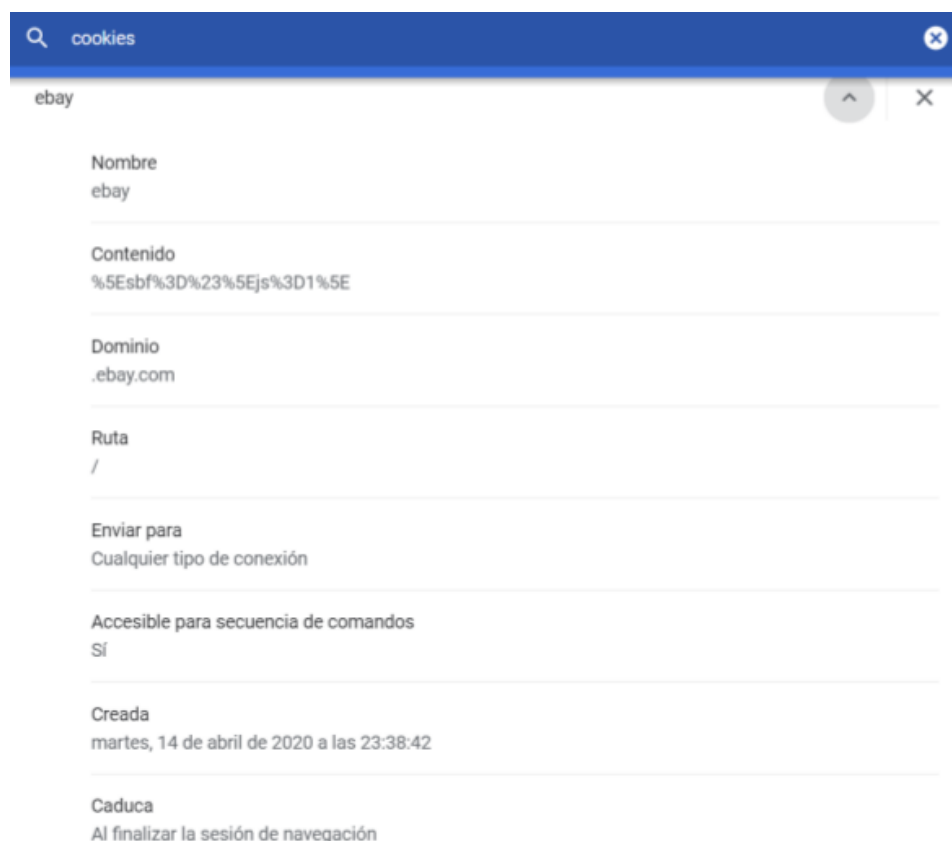 cookies
ebay
Nombre
ebay
Contenido
%5Esbf%3D%23%5Ejs%3D1%5E
Dominio
.ebay.com
Ruta
/
Enviar para
Cualquier tipo de conexión
Accesible para secuencia de comandos
Sí
Creada
martes, 14 de abril de 2020 a las 23:38:42
Caduca
Al finalizar la sesión de navegación